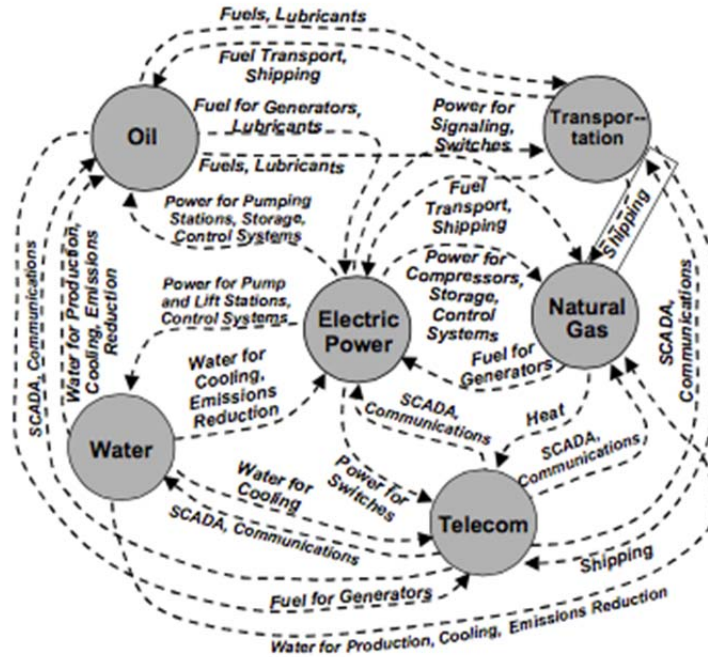 Fuels, Lubricants
Fuel Transport,
Shipping
Oil
Fuel for Generators,
Lubricants
Power for
Signaling,
Switches
Transpor--
tation
Fuels, Lubricants
Fuel
Transport,
Shipping
Shipping
Power for Pumping
Stations, Storage,
Control Systems
Power for
Compressors,
Storage,
Control
Systems
Natural
Gas
SCADA,
Communications
SCADA, Communications
Water for Production,
Cooling, Emissions
Reduction
Power for Pump
and Lift Stations,
Control Systems
Electric
Power
Water for
Cooling,
Emissions
Reduction
Fuel for
Generators
SCADA,
Communications
Heat
SCADA,
Communications
Water
Water for
Cooling
Power for
Switches
SCADA, Communications
Telecom
Shipping
Fuel for Generators
Water for Production, Cooling, Emissions Reduction